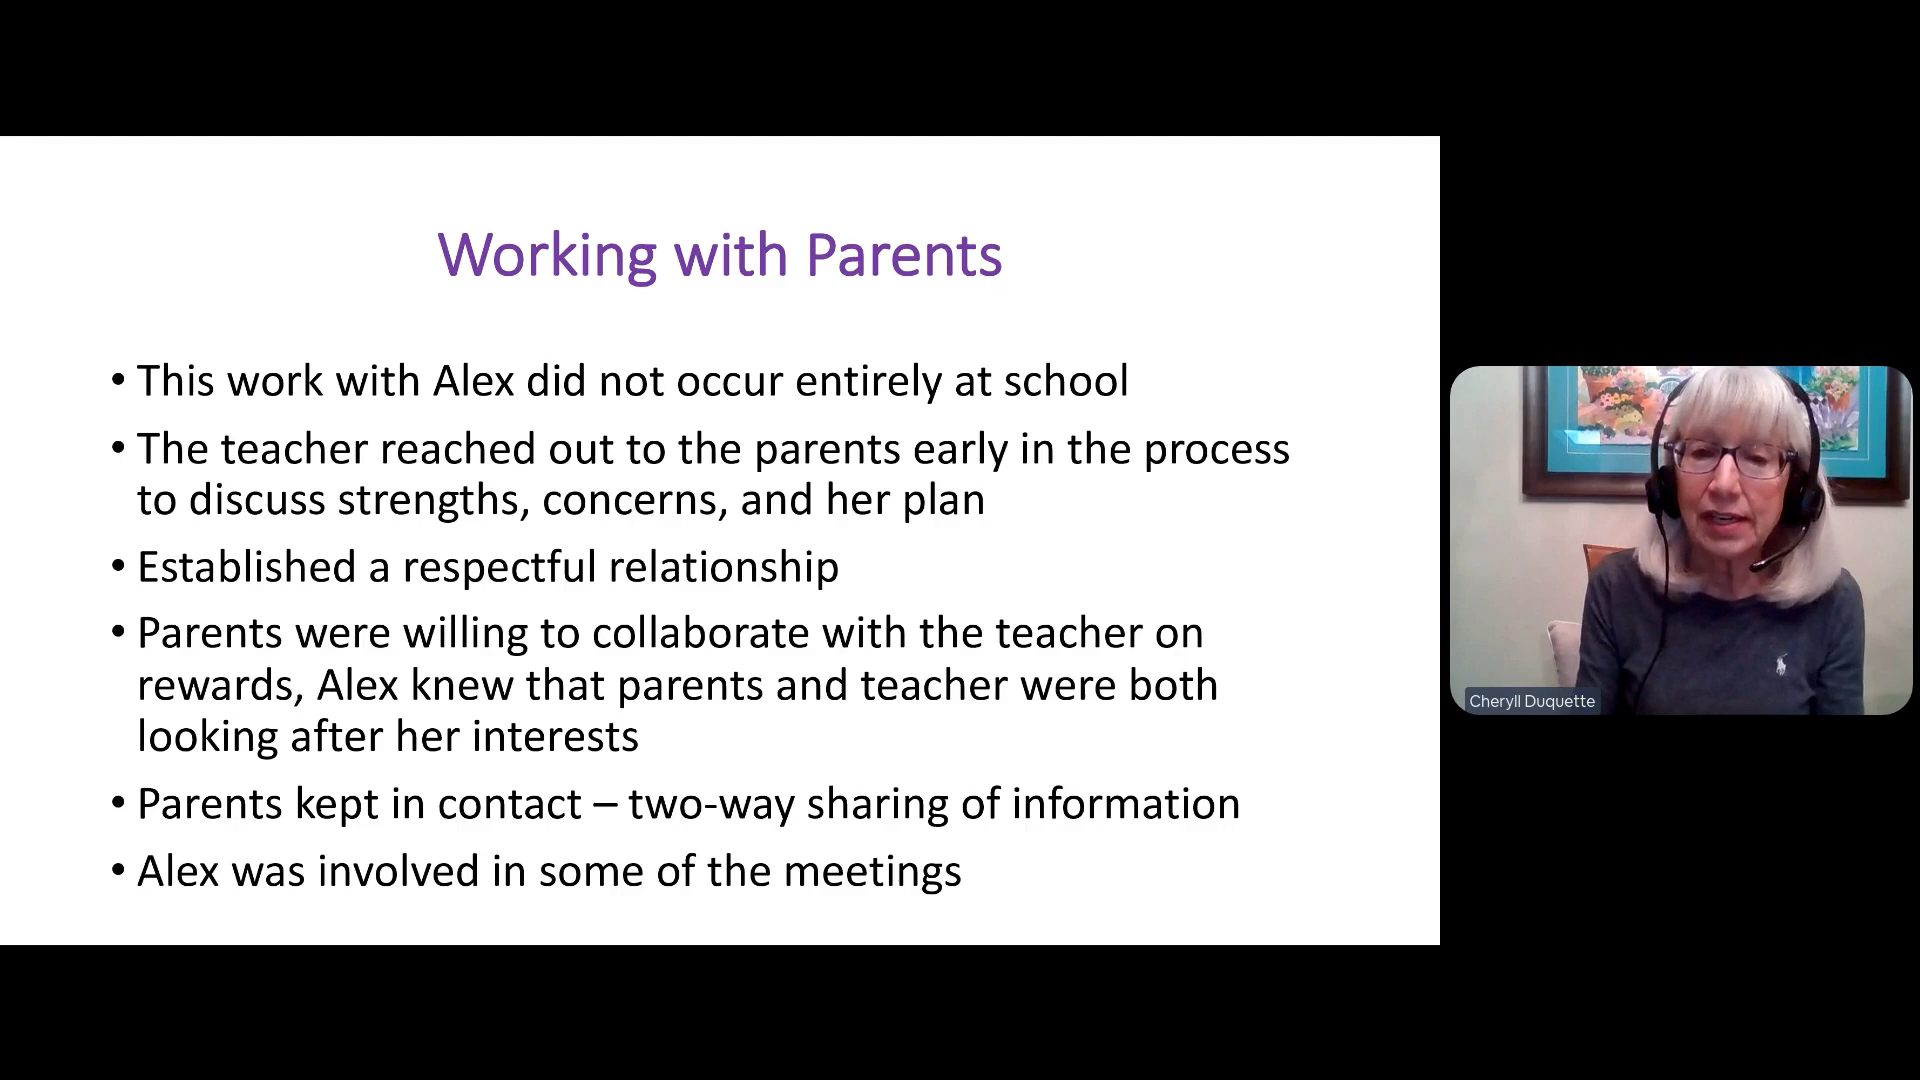 Working with Parents
• This work with Alex did not occur entirely at school
• The teacher reached out to the parents early in the process
to discuss strengths, concerns, and her plan
• Established a respectful relationship
• Parents were willing to collaborate with the teacher on
rewards, Alex knew that parents and teacher were both
looking after her interests
• Parents kept in contact – two-way sharing of information
• Alex was involved in some of the meetings
Cheryll Duquette